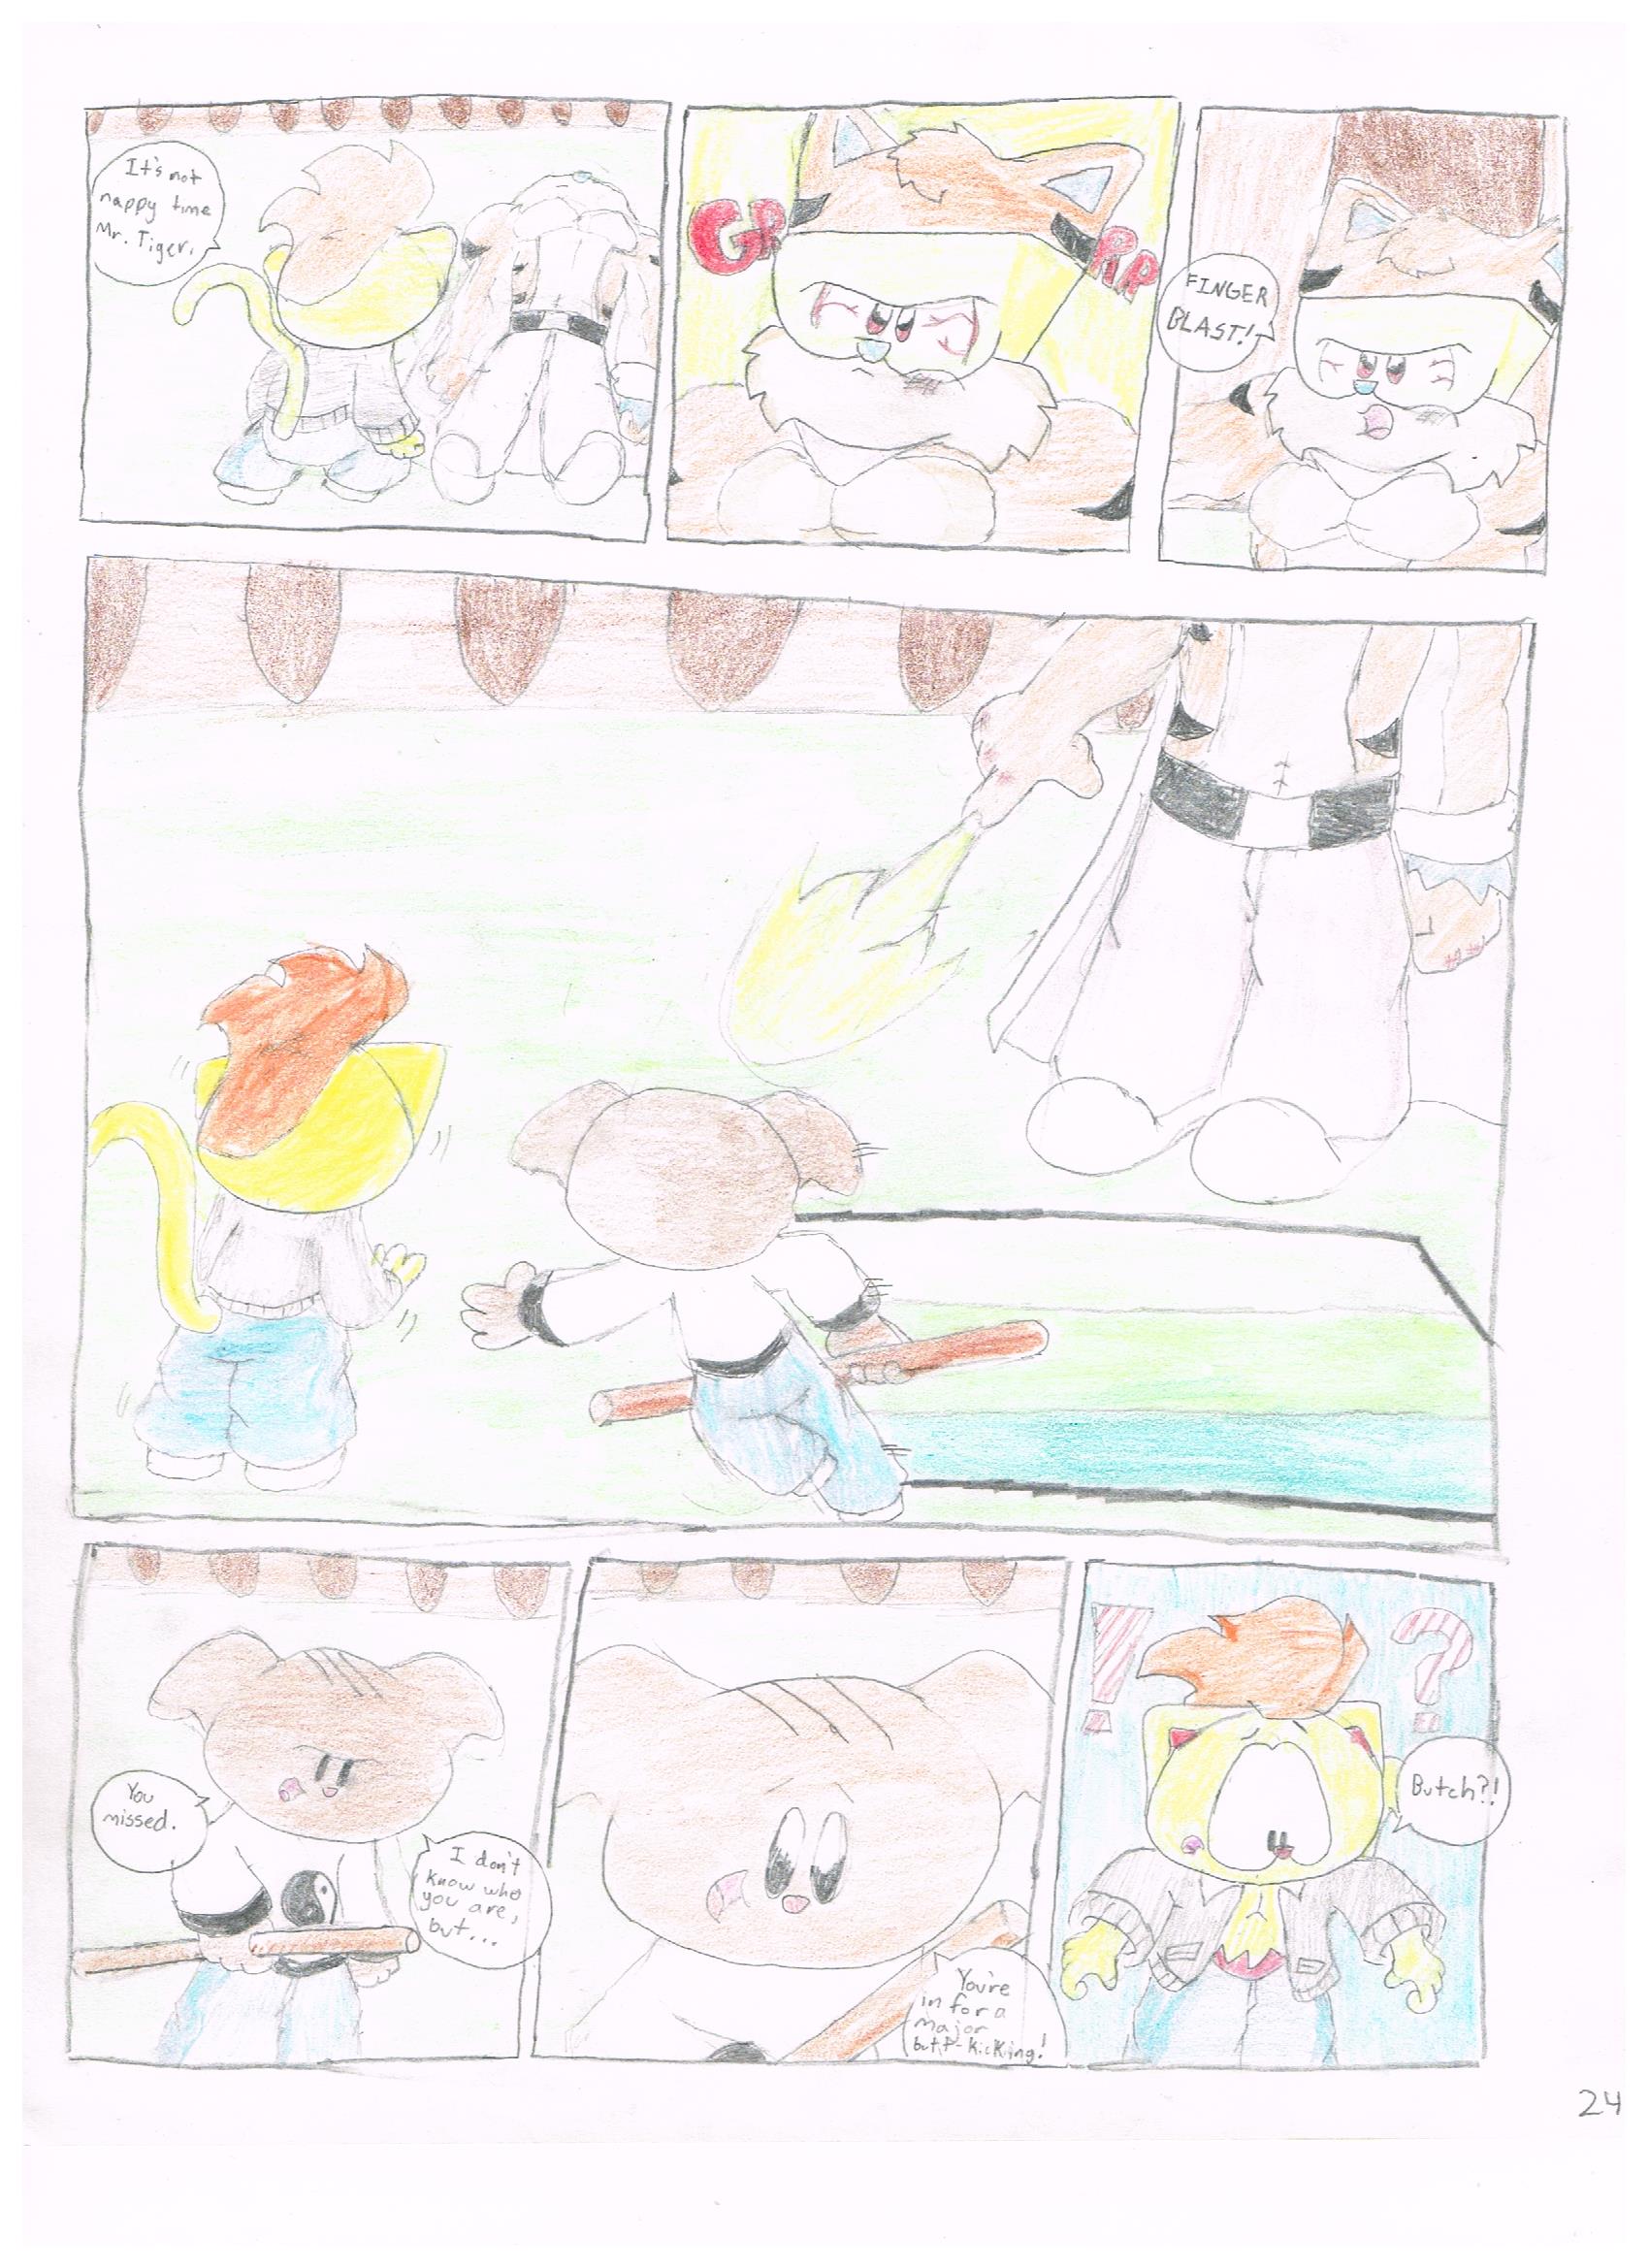 It's not
nappy time
Mr. Tiger.
GR RR
FINGER
BLAST!
You
missed.
I don't
know who
you are,
but...
You're
in for a
major
butt-kicking!
! ?
Butch?!
24